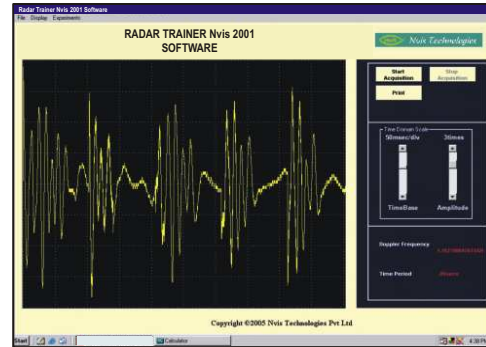 Radar Trainer Nvis 2001 Software
File Display Experiments
RADAR TRAINER Nvis 2001
SOFTWARE
Nvis Technologies
Start Acquisition
Stop Acquisition
Print
Time Domain Scale
50msec/div
TimeBase
Amplitude
Doppler Frequency
Time Period
Copyright ©2005 Nvis Technologies Pvt Ltd
Start
Calculator